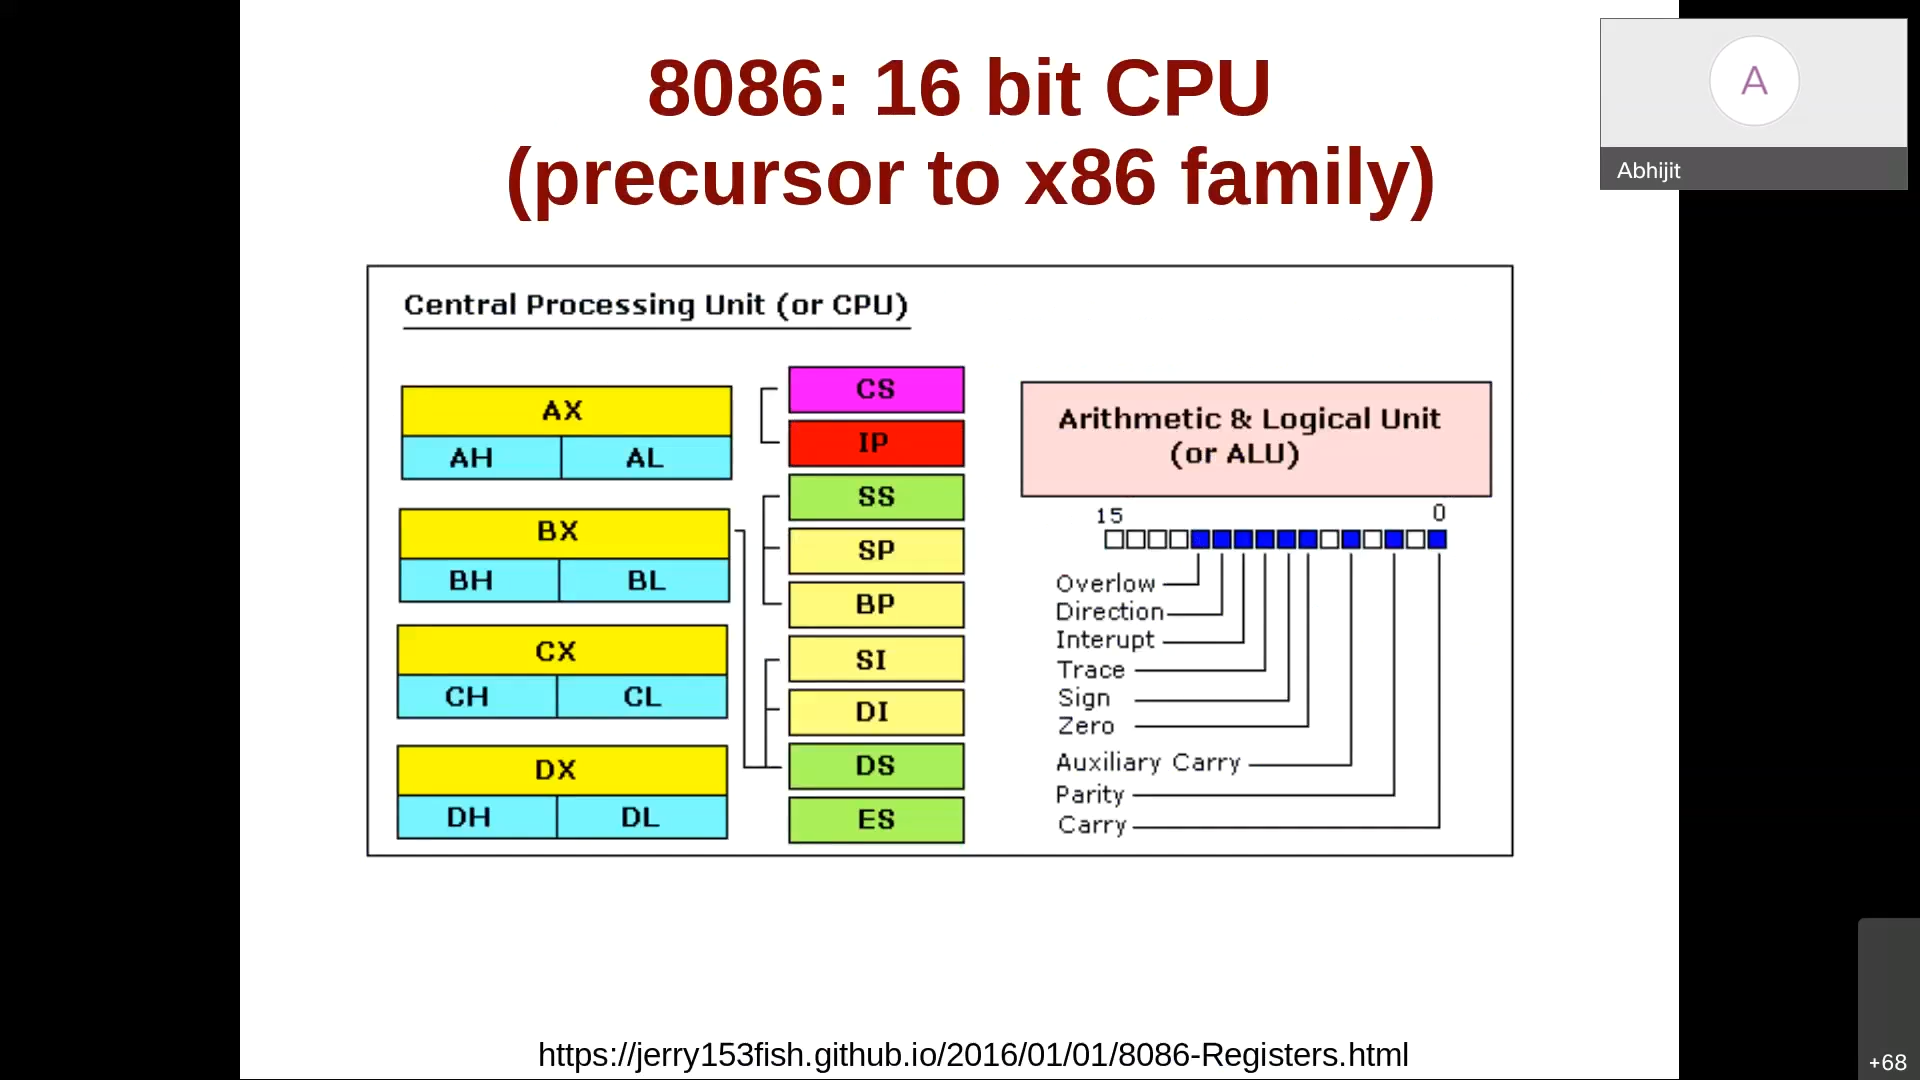 8086: 16 bit CPU
(precursor to x86 family)
A
Abhijit
Central Processing Unit (or CPU)
AX
AH AL
BX
BH BL
CX
CH CL
DX
DH DL
CS
IP
SS
SP
BP
SI
DI
DS
ES
Arithmetic & Logical Unit
(or ALU)
15 0
Overlow
Direction
Interupt
Trace
Sign
Zero
Auxiliary Carry
Parity
Carry
https://jerry153fish.github.io/2016/01/01/8086-Registers.html
+68